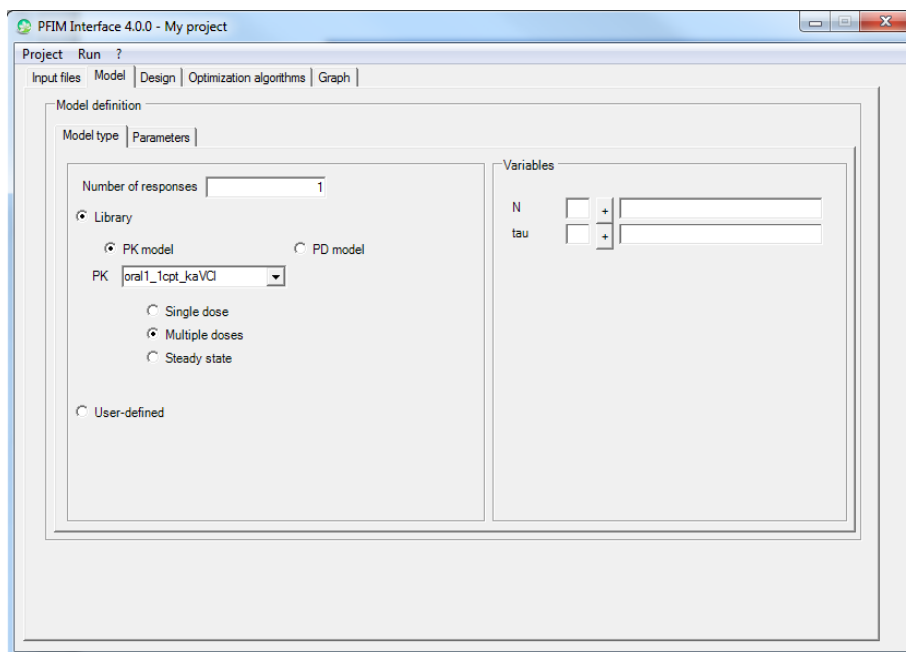 PFIM Interface 4.0.0 - My project
Project Run ?
Input files Model Design Optimization algorithms Graph
Model definition
Model type Parameters
Number of responses 1
Library
PK model PD model
PK oral1_1cpt_kaVCl
Single dose
Multiple doses
Steady state
User-defined
Variables
N +
tau +